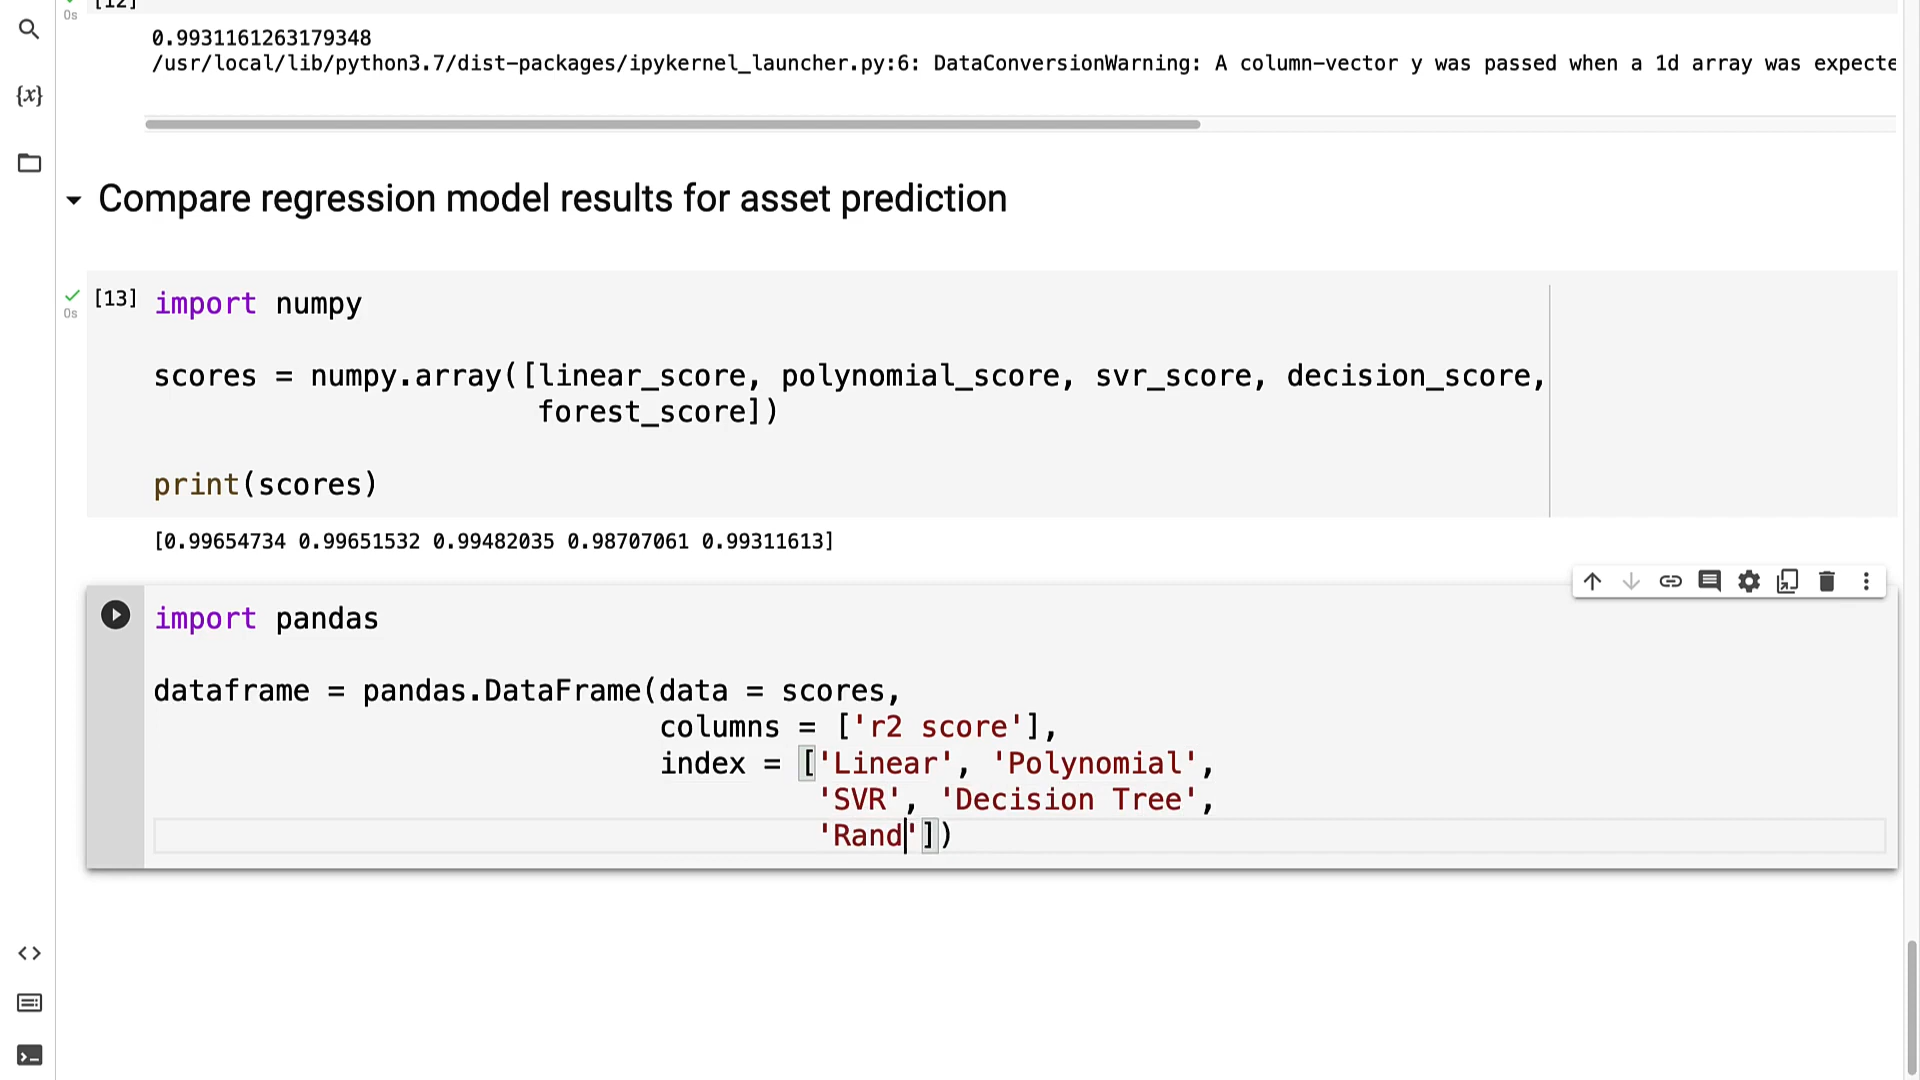 [12]
0s
0.9931161263179348
/usr/local/lib/python3.7/dist-packages/ipykernel_launcher.py:6: DataConversionWarning: A column-vector y was passed when a 1d array was expecte
{x}
Compare regression model results for asset prediction
[13]
0s
import numpy
scores = numpy.array([linear_score, polynomial_score, svr_score, decision_score,
forest_score])
print(scores)
[0.99654734 0.99651532 0.99482035 0.98707061 0.99311613]
import pandas
dataframe = pandas.DataFrame(data = scores,
columns = ['r2 score'],
index = ['Linear', 'Polynomial',
'SVR', 'Decision Tree',
'Rand'])